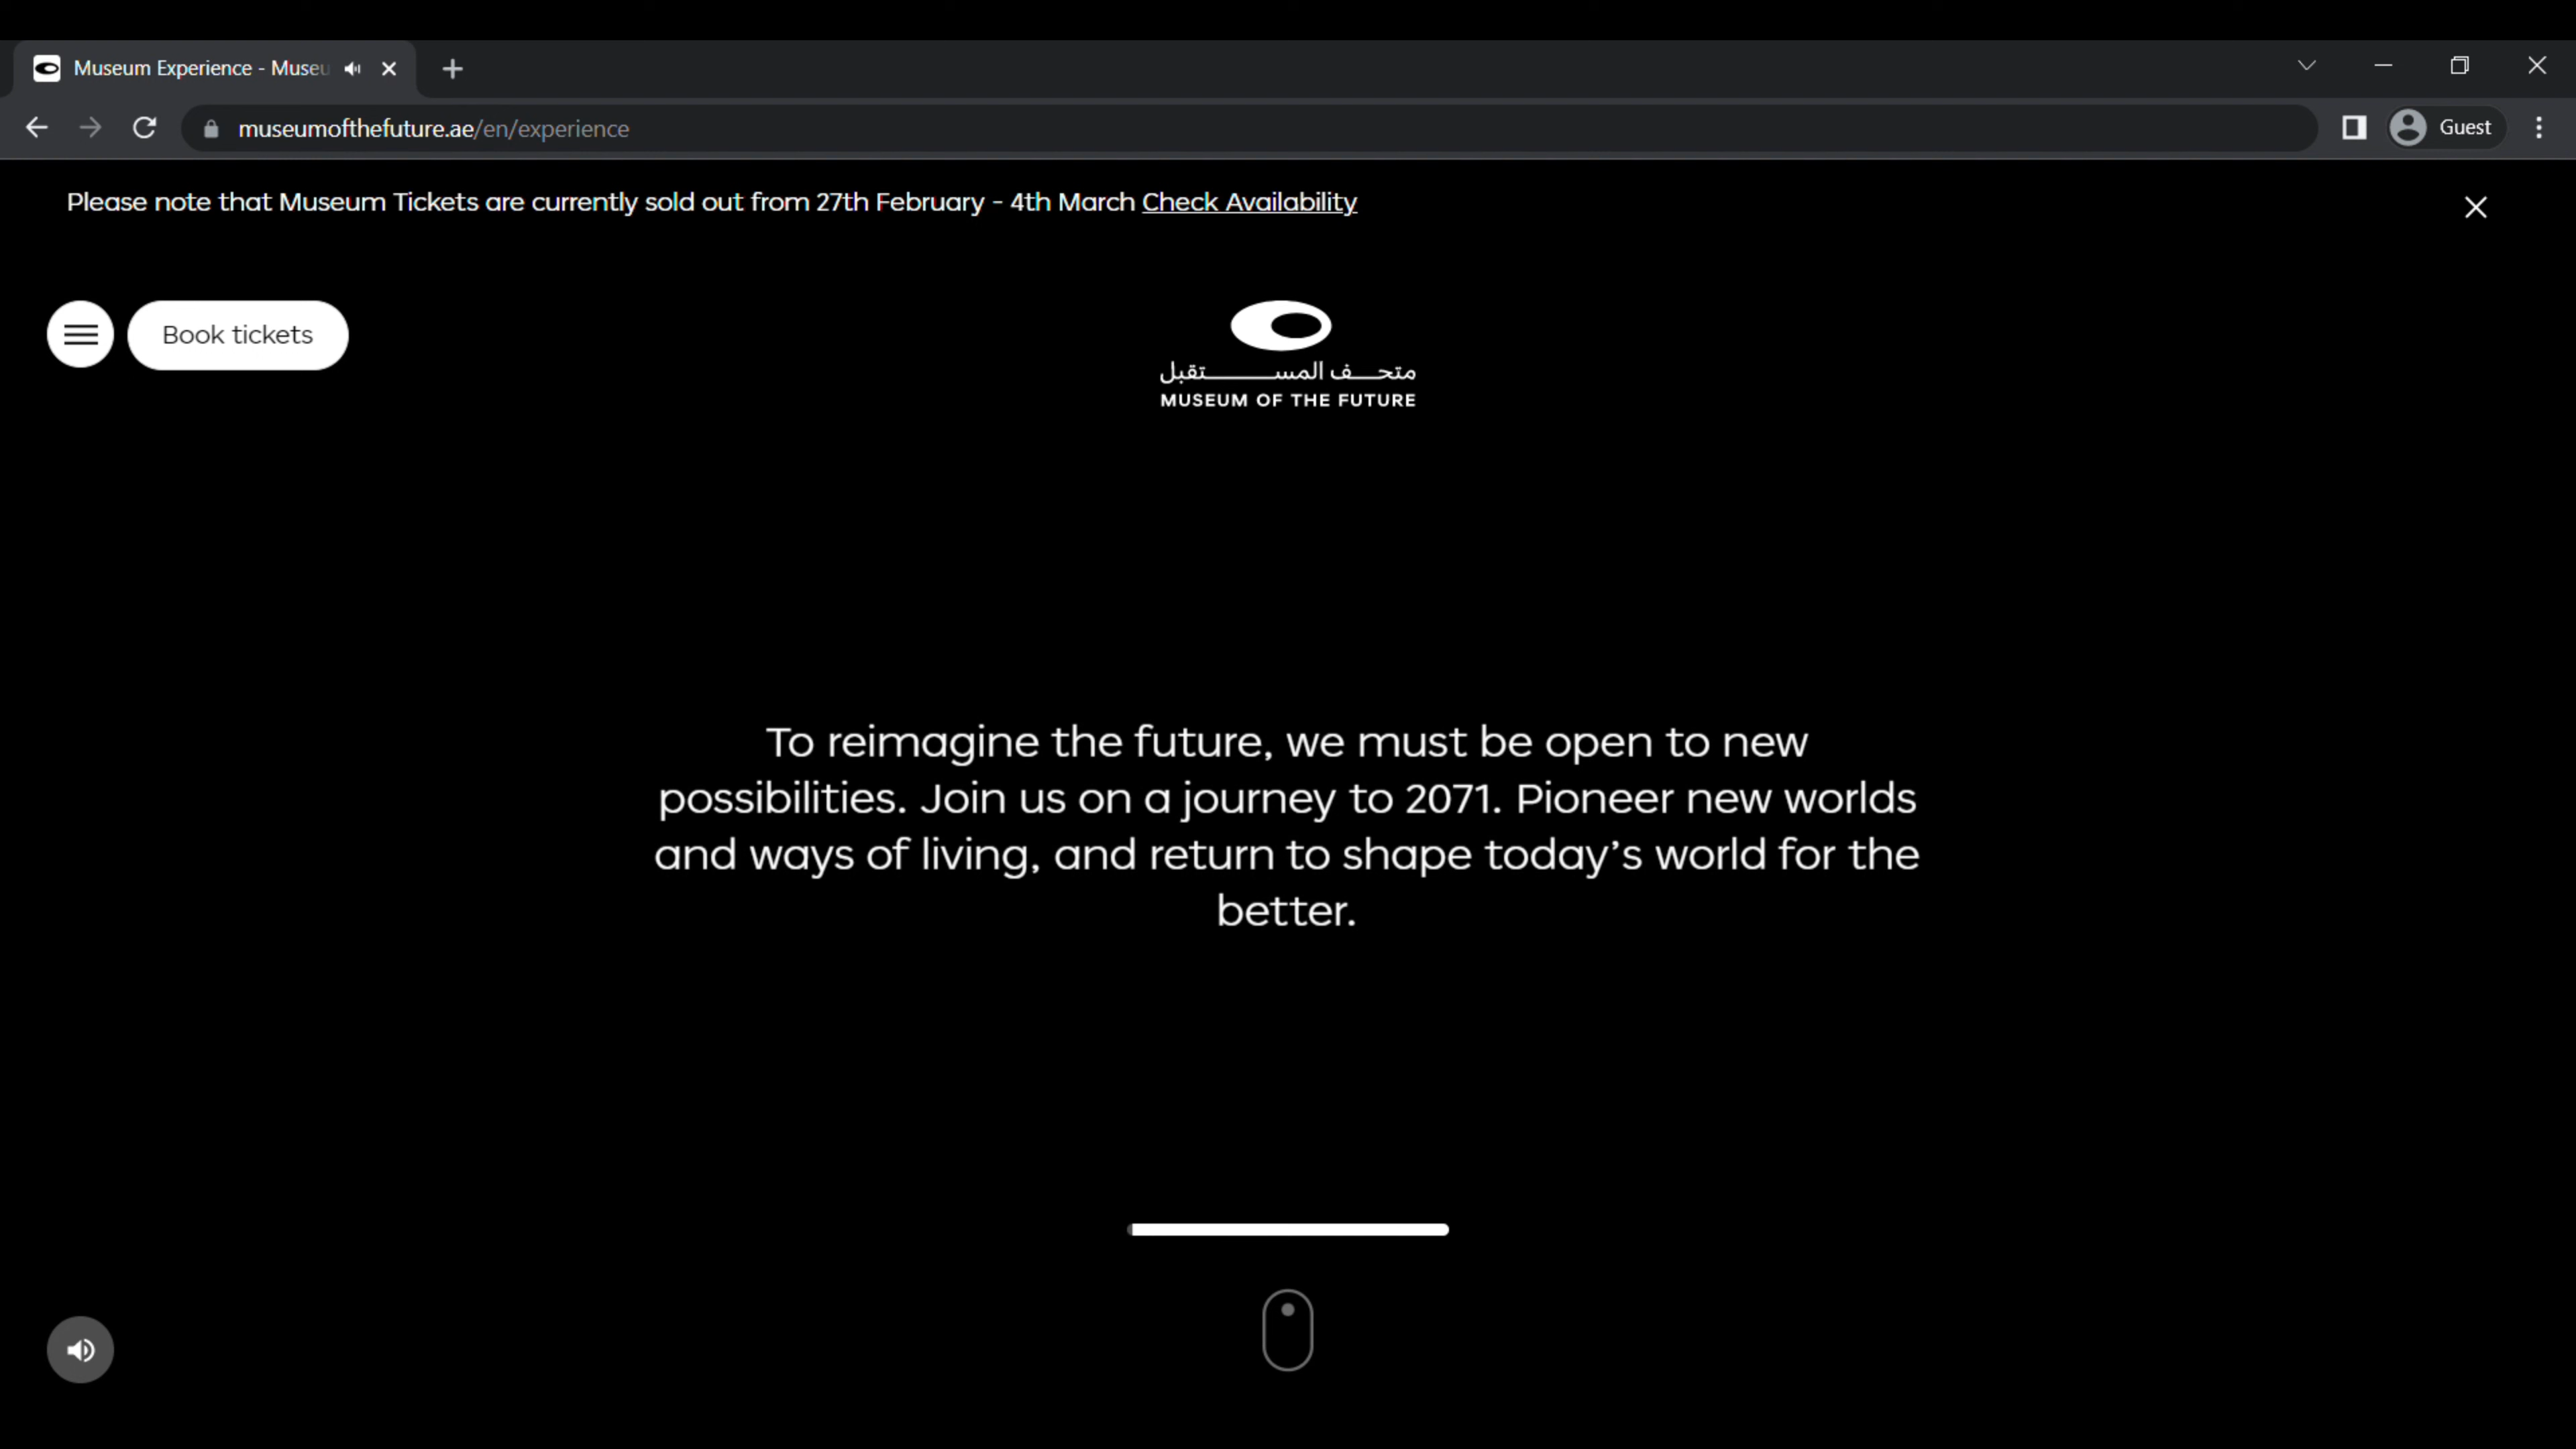 Museum Experience - Museu
museumofthefuture.ae/en/experience
Guest
Please note that Museum Tickets are currently sold out from 27th February - 4th March Check Availability
Book tickets
متحف المستقبل
MUSEUM OF THE FUTURE
To reimagine the future, we must be open to new
possibilities. Join us on a journey to 2071. Pioneer new worlds
and ways of living, and return to shape today’s world for the
better.